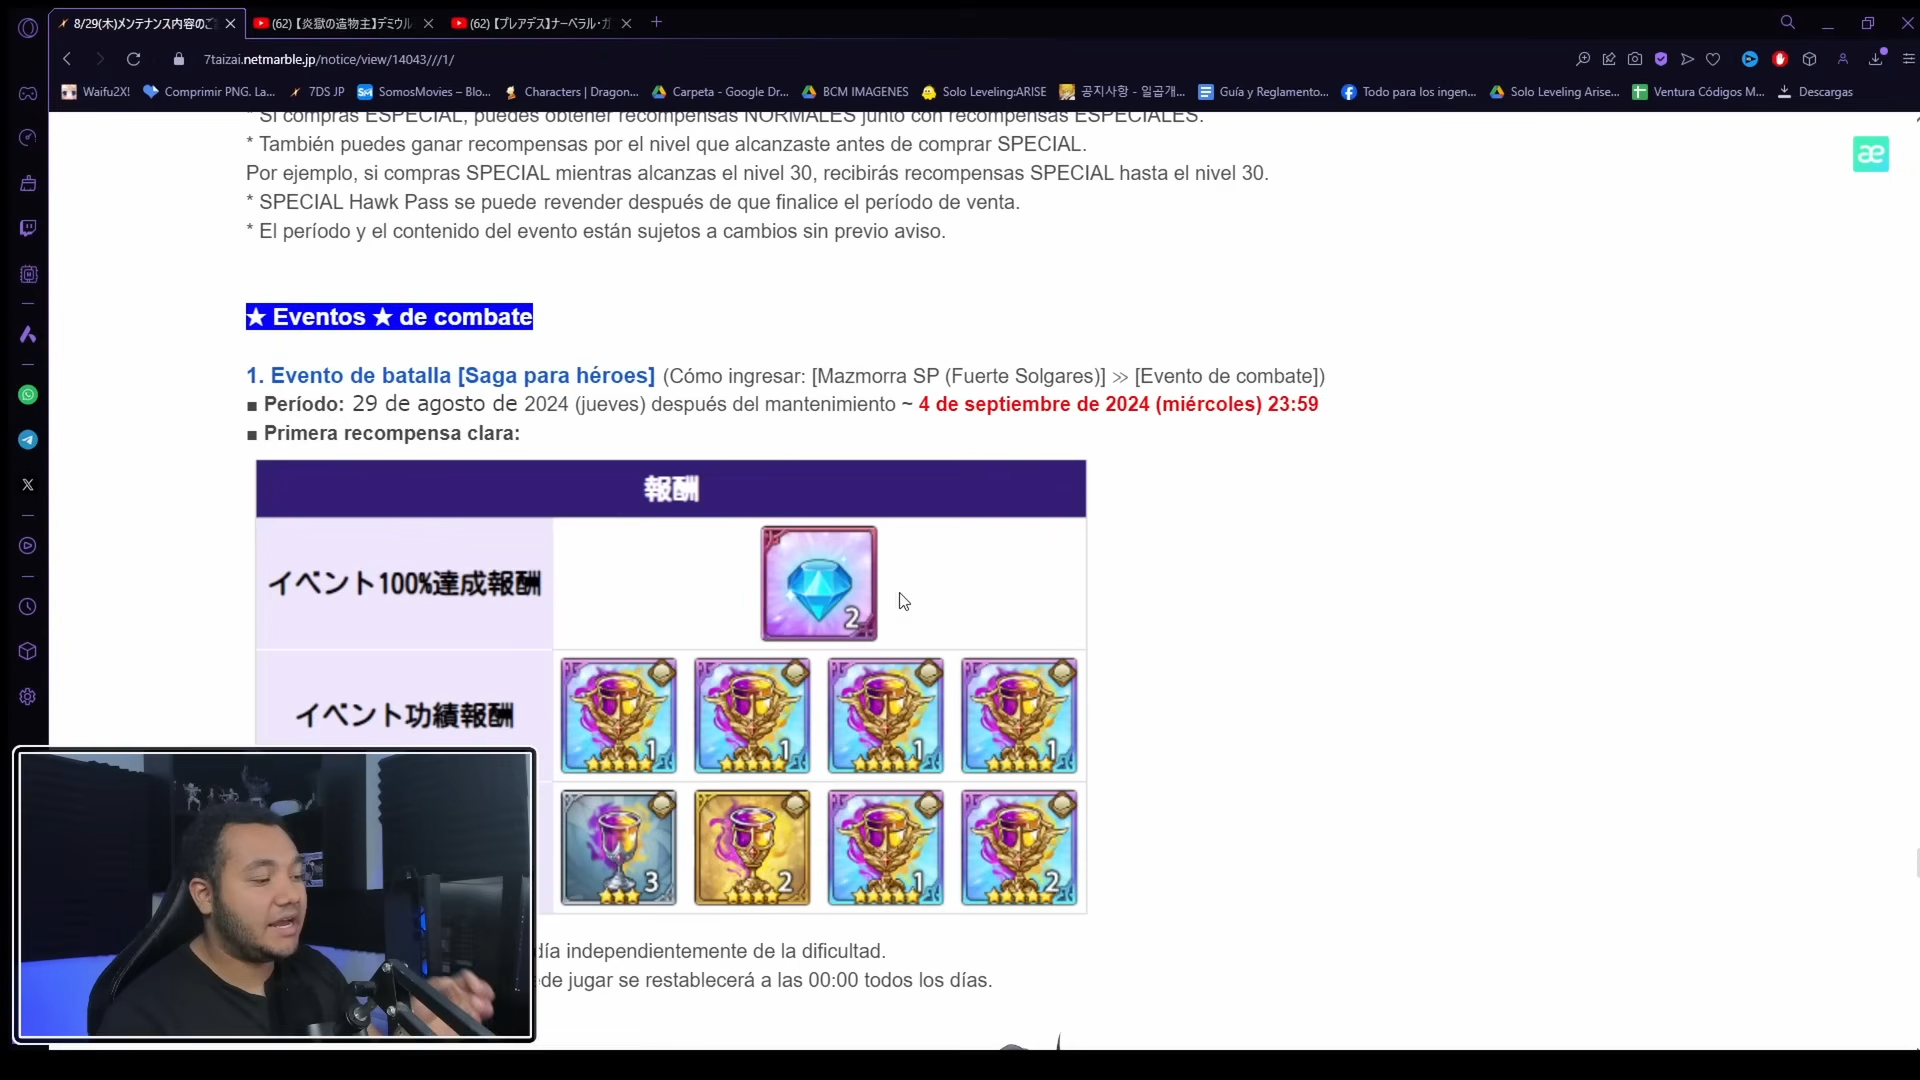 8/29(木)メンテナンス内容のご
(62) 【炎獄の造物主】デミウル
(62) 【プレアデス】ナーベラル・ガ
7taizai.netmarble.jp/notice/view/14043///1/
Waifu2X!
Comprimir PNG. La...
7DS JP
SomosMovies – Blo...
Characters | Dragon...
Carpeta - Google Dr...
BCM IMAGENES
Solo Leveling:ARISE
공지사항 - 일곱개...
Guía y Reglamento...
Todo para los ingen...
Solo Leveling Arise...
Ventura Códigos M...
Descargas
* Si compras ESPECIAL, puedes obtener recompensas NORMALES junto con recompensas ESPECIALES.
* También puedes ganar recompensas por el nivel que alcanzaste antes de comprar SPECIAL.
Por ejemplo, si compras SPECIAL mientras alcanzas el nivel 30, recibirás recompensas SPECIAL hasta el nivel 30.
* SPECIAL Hawk Pass se puede revender después de que finalice el período de venta.
* El período y el contenido del evento están sujetos a cambios sin previo aviso.
★ Eventos ★ de combate
1. Evento de batalla [Saga para héroes] (Cómo ingresar: [Mazmorra SP (Fuerte Solgares)] >> [Evento de combate])
■ Período: 29 de agosto de 2024 (jueves) después del mantenimiento ~ 4 de septiembre de 2024 (miércoles) 23:59
■ Primera recompensa clara:
報酬
イベント100%達成報酬
2
イベント功績報酬
1 1 1 1
3 2 1 2
día independientemente de la dificultad.
de jugar se restablecerá a las 00:00 todos los días.
æ